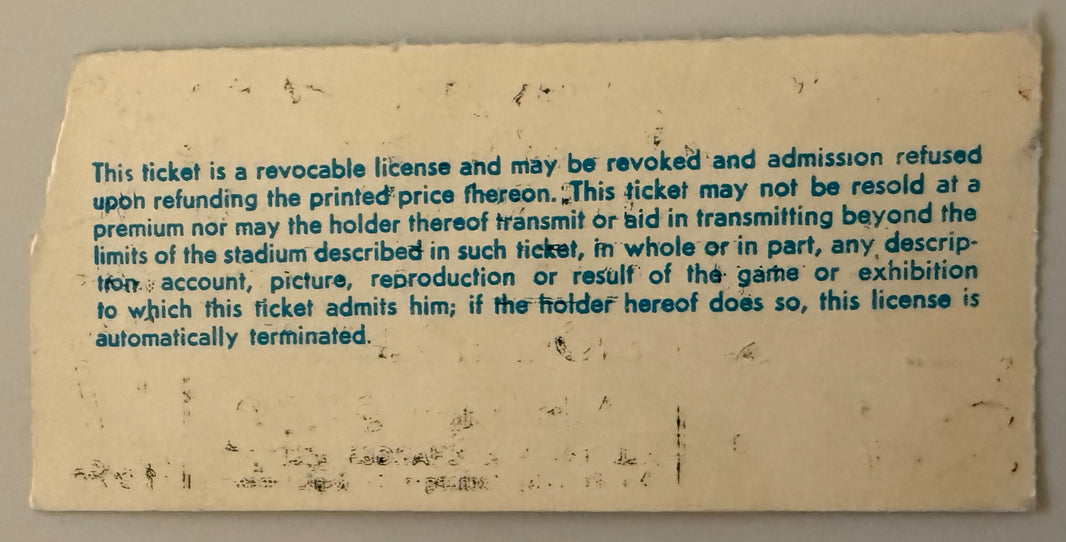 This ticket is a revocable license and may be revoked and admission refused
upon refunding the printed price thereon. This ticket may not be resold at a
premium nor may the holder thereof transmit or aid in transmitting beyond the
limits of the stadium described in such ticket, in whole or in part, any descrip-
tion, account, picture, reproduction or result of the game or exhibition
to which this ticket admits him; if the holder hereof does so, this license is
automatically terminated.